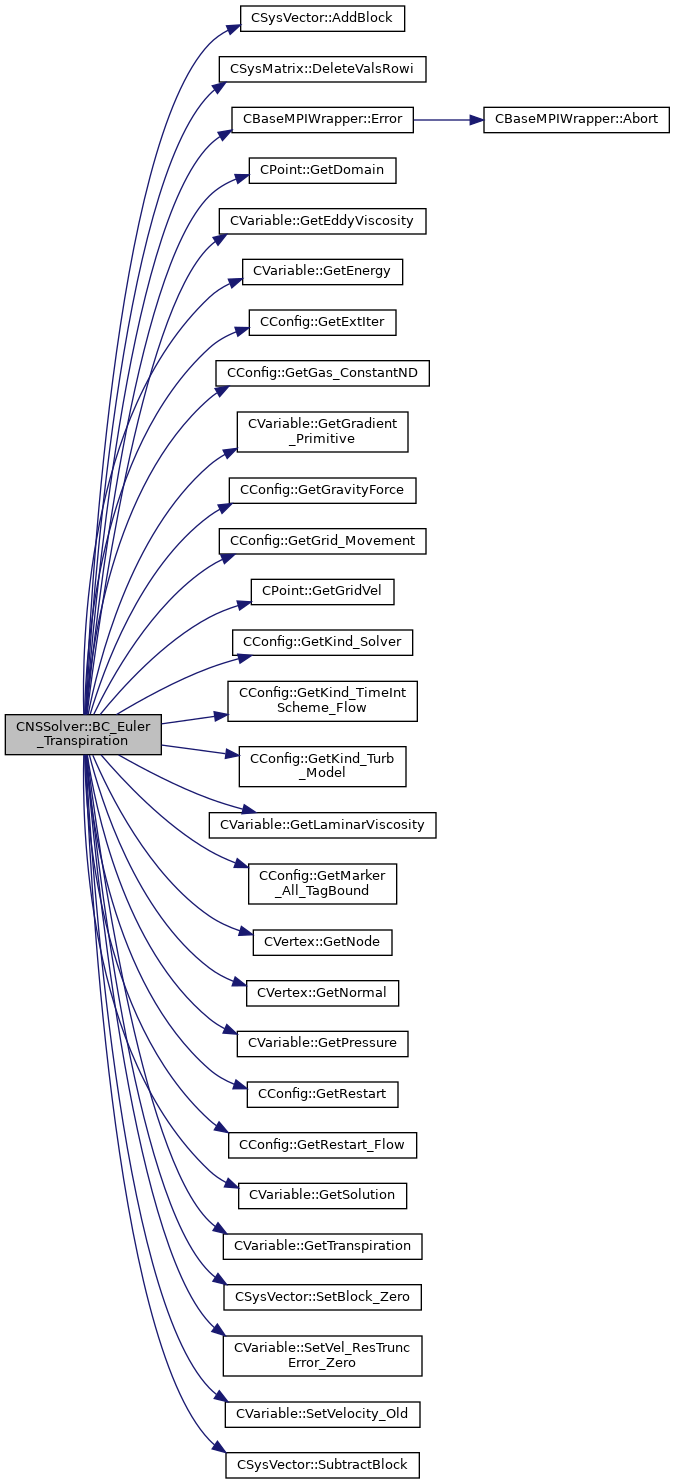 CSysVector::AddBlock
CSysMatrix::DeleteValsRowi
CBaseMPIWrapper::Error
CBaseMPIWrapper::Abort
CPoint::GetDomain
CVariable::GetEddyViscosity
CVariable::GetEnergy
CConfig::GetExtIter
CConfig::GetGas_ConstantND
CVariable::GetGradient
_Primitive
CConfig::GetGravityForce
CConfig::GetGrid_Movement
CPoint::GetGridVel
CConfig::GetKind_Solver
CConfig::GetKind_TimeInt
Scheme_Flow
CNSSolver::BC_Euler
_Transpiration
CConfig::GetKind_Turb
_Model
CVariable::GetLaminarViscosity
CConfig::GetMarker
_All_TagBound
CVertex::GetNode
CVertex::GetNormal
CVariable::GetPressure
CConfig::GetRestart
CConfig::GetRestart_Flow
CVariable::GetSolution
CVariable::GetTranspiration
CSysVector::SetBlock_Zero
CVariable::SetVel_ResTrunc
Error_Zero
CVariable::SetVelocity_Old
CSysVector::SubtractBlock